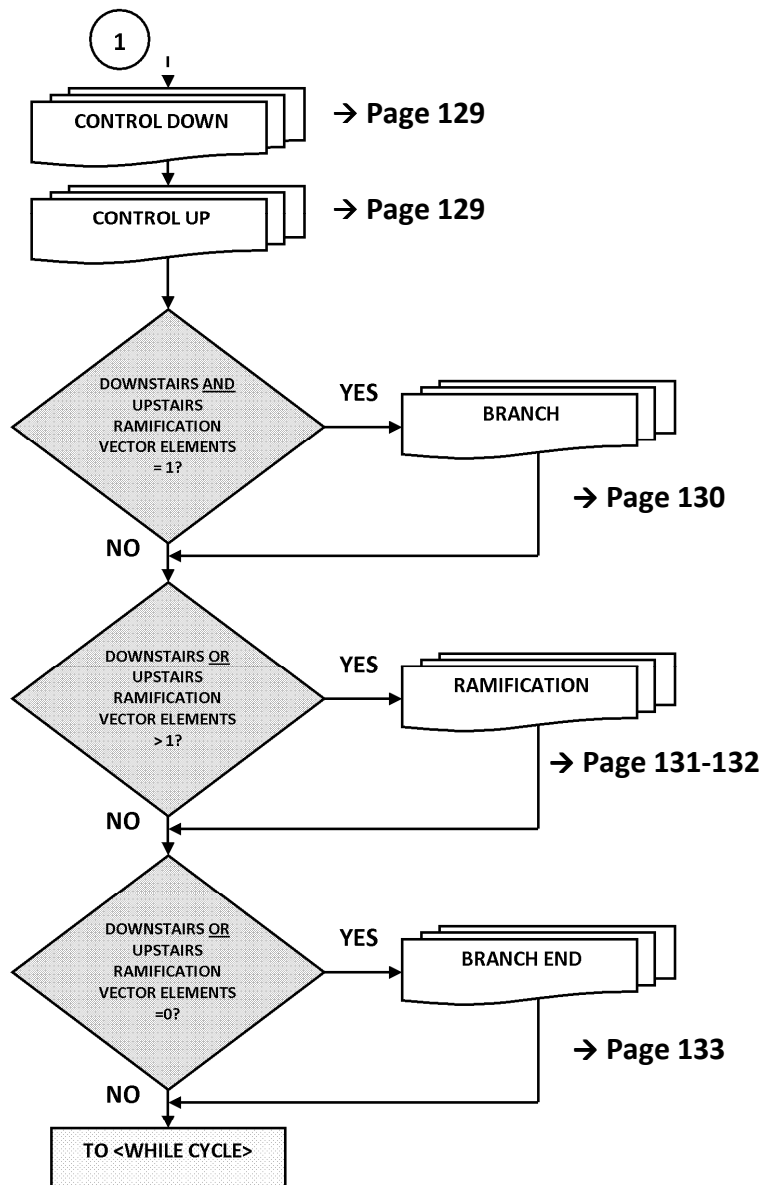 1
CONTROL DOWN
→ Page 129
CONTROL UP
→ Page 129
DOWNSTAIRS AND
UPSTAIRS
RAMIFICATION
VECTOR ELEMENTS
= 1?
YES
BRANCH
→ Page 130
NO
DOWNSTAIRS OR
UPSTAIRS
RAMIFICATION
VECTOR ELEMENTS
> 1?
YES
RAMIFICATION
→ Page 131-132
NO
DOWNSTAIRS OR
UPSTAIRS
RAMIFICATION
VECTOR ELEMENTS
=0?
YES
BRANCH END
→ Page 133
NO
TO <WHILE CYCLE>